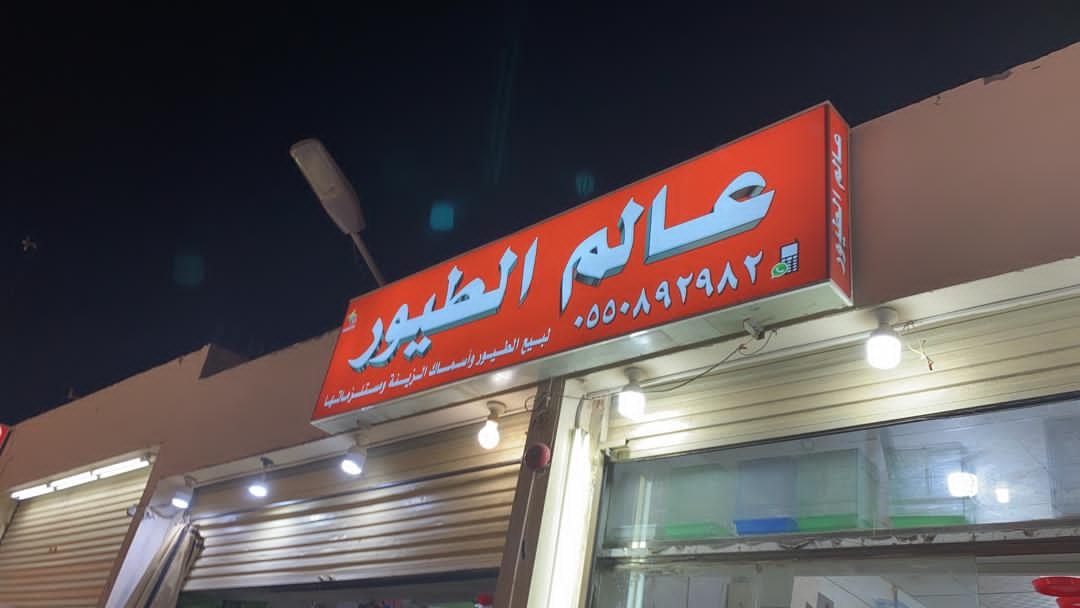 عالم الطيور
٠٥٥٠٨٩٢٩٨٢
لبيع الطيور وأسماك الزينة ومستلزماتها
عالم الطيور